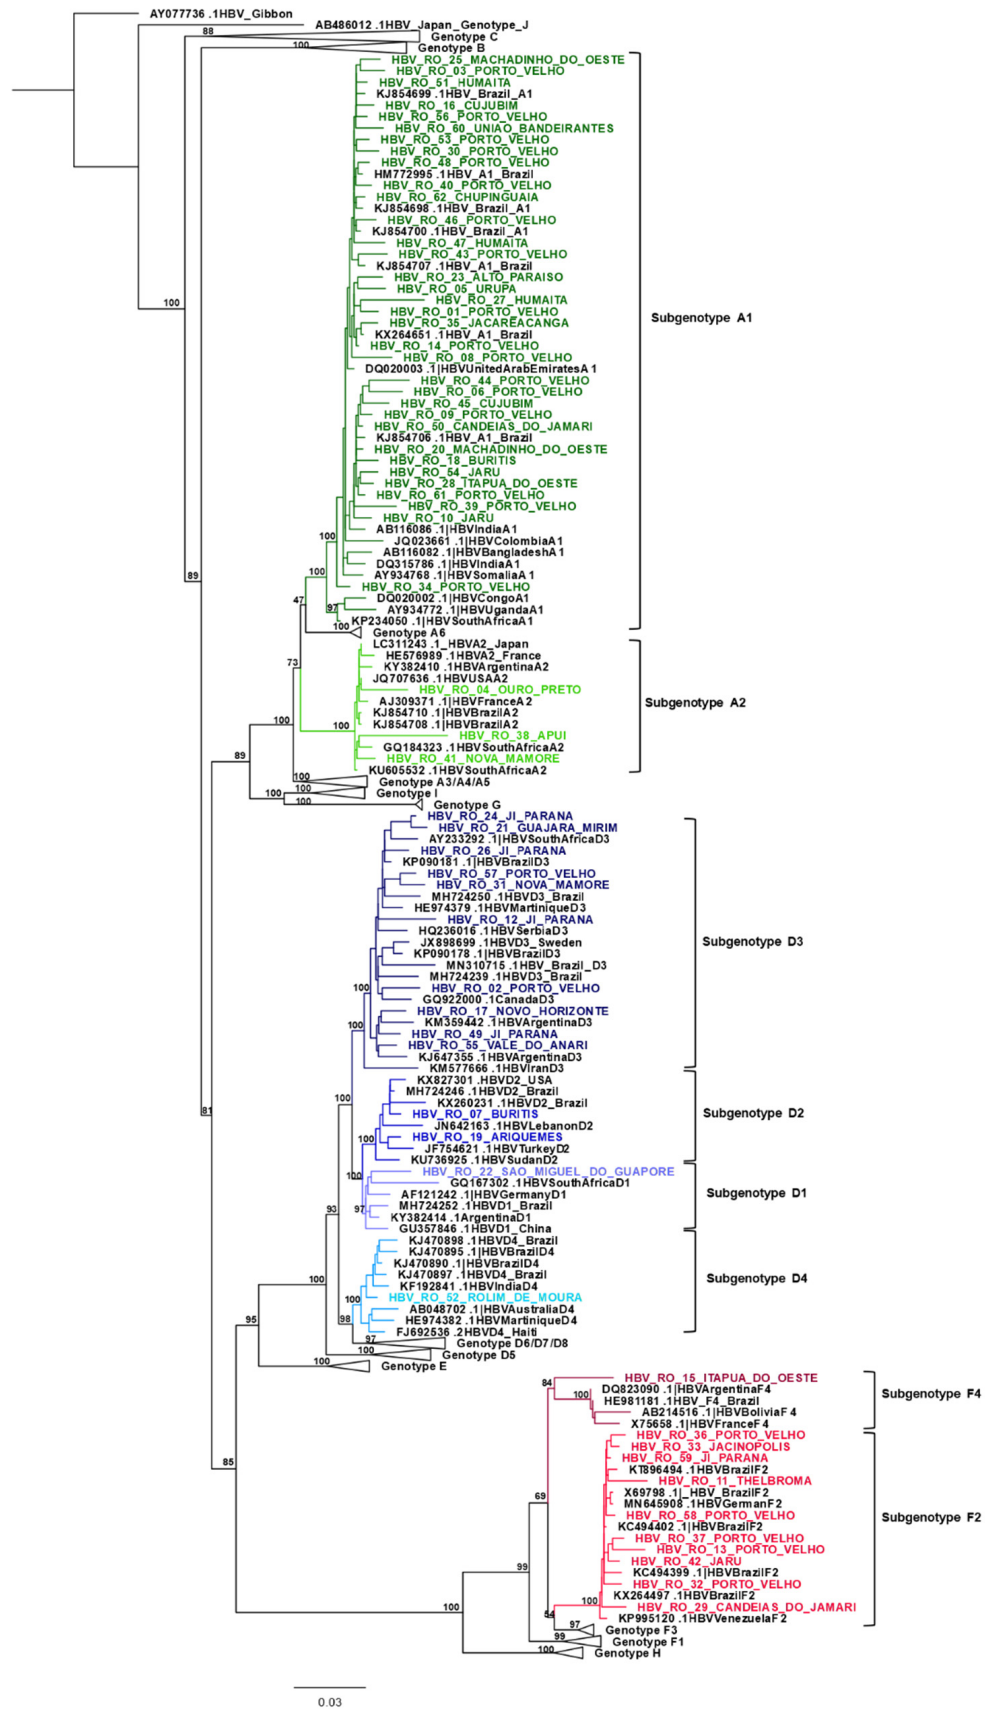 AY077736 .1HBV_Gibbon
AB486012 .1HBV_Japan_Genotype_J
88
Genotype C
100
Genotype B
HBV_RO_25_MACHADINHO_DO_OESTE
HBV_RO_03_PORTO_VELHO
HBV_RO_51_HUMAITA
KJ854699 .1HBV_Brazil_A1
HBV_RO_16_CUJUBIM
HBV_RO_56_PORTO_VELHO
HBV_RO_60_UNIAO_BANDEIRANTES
HBV_RO_53_PORTO_VELHO
HBV_RO_30_PORTO_VELHO
HBV_RO_48_PORTO_VELHO
HM772995 .1HBV_A1_Brazil
HBV_RO_40_PORTO_VELHO
HBV_RO_62_CHUPINGUAIA
KJ854698 .1HBV_Brazil_A1
HBV_RO_46_PORTO_VELHO
KJ854700 .1HBV_Brazil_A1
HBV_RO_47_HUMAITA
HBV_RO_43_PORTO_VELHO
KJ854707 .1HBV_A1_Brazil
HBV_RO_23_ALTO_PARAISO
HBV_RO_05_URUPA
HBV_RO_27_HUMAITA
100
HBV_RO_01_PORTO_VELHO
Subgenotype A1
HBV_RO_35_JACAREACANGA
KX264651 .1HBV_A1_Brazil
HBV_RO_14_PORTO_VELHO
HBV_RO_08_PORTO_VELHO
DQ020003 .1|HBVUnitedArabEmiratesA1
HBV_RO_44_PORTO_VELHO
HBV_RO_06_PORTO_VELHO
HBV_RO_45_CUJUBIM
HBV_RO_09_PORTO_VELHO
HBV_RO_50_CANDEIAS_DO_JAMARI
KJ854706 .1HBV_A1_Brazil
HBV_RO_20_MACHADINHO_DO_OESTE
HBV_RO_18_BURITIS
HBV_RO_54_JARU
HBV_RO_28_ITAPUA_DO_OESTE
HBV_RO_61_PORTO_VELHO
HBV_RO_39_PORTO_VELHO
HBV_RO_10_JARU
AB116086 .1|HBVIndiaA1
100
JQ023661 .1|HBVColombiaA1
AB116082 .1|HBVBangladeshA1
DQ315786 .1|HBVIndiaA1
100
89
AY934768 .1|HBVSomaliaA1
HBV_RO_34_PORTO_VELHO
47
DQ020002 .1|HBVCongoA1
97
AY934772 .1|HBVUgandaA1
KP234050 .1|HBVSouthAfricaA1
100
Genotype A6
LC311243 .1_HBVA2_Japan
HE576989 .1HBVA2_France
73
KY382410 .1HBVArgentinaA2
JQ707636 .1HBVUSAA2
HBV_RO_04_OURO_PRETO
AJ309371 .1|HBVFranceA2
Subgenotype A2
KJ854710 .1|HBVBrazilA2
100
100
KJ854708 .1|HBVBrazilA2
HBV_RO_38_APUI
GQ184323 .1|HBVSouthAfricaA2
89
HBV_RO_41_NOVA_MAMORE
KU605532 .1HBVSouthAfricaA2
100
Genotype A3/A4/A5
100
100
Genotype I
100
Genotype G
HBV_RO_24_JI_PARANA
HBV_RO_21_GUAJARA_MIRIM
AY233292 .1|HBVSouthAfricaD3
HBV_RO_26_JI_PARANA
KP090181 .1|HBVBrazilD3
HBV_RO_57_PORTO_VELHO
HBV_RO_31_NOVA_MAMORE
MH724250 .1HBVD3_Brazil
HE974379 .1HBVMartiniqueD3
HBV_RO_12_JI_PARANA
HQ236016 .1HBVSerbiaD3
Subgenotype D3
JX898699 .1HBVD3_Sweden
KP090178 .1HBVBrazilD3
MN310715 .1HBV_Brazil_D3
MH724239 .1HBVD3_Brazil
100
HBV_RO_02_PORTO_VELHO
GQ922000 .1CanadaD3
HBV_RO_17_NOVO_HORIZONTE
100
KM359442 .1HBVArgentinaD3
HBV_RO_49_JI_PARANA
HBV_RO_55_VALE_DO_ANARI
KJ647355 .1HBVArgentinaD3
KM577666 .1HBVIranD3
KX827301 .HBVD2_USA
MH724246 .1HBVD2_Brazil
100
KX260231 .1HBVD2_Brazil
81
HBV_RO_07_BURITIS
Subgenotype D2
JN642163 .1HBVLebanonD2
100
HBV_RO_19_ARIQUEMES
JF754621 .1HBVTurkeyD2
KU736925 .1HBVSudanD2
HBV_RO_22_SAO_MIGUEL_DO_GUAPORE
100
GQ167302 .1HBVSouthAfricaD1
AF121242 .1|HBVGermanyD1
Subgenotype D1
93
97
MH724252 .1HBVD1_Brazil
KY382414 .1ArgentinaD1
GU357846 .1HBVD1_China
KJ470898 .1HBVD4_Brazil
KJ470895 .1HBVBrazilD4
KJ470890 .1|HBVBrazilD4
100
KJ470897 .1HBVD4_Brazil
Subgenotype D4
KF192841 .1HBVIndiaD4
100
HBV_RO_52_ROLIM_DE_MOURA
AB048702 .1|HBVAustraliaD4
95
98
HE974382 .1HBVMartiniqueD4
FJ692536 .2HBVD4_Haiti
97
Genotype D6/D7/D8
100
Genotype D5
100
Genotype E
84
HBV_RO_15_ITAPUA_DO_OESTE
DQ823090 .1|HBVArgentinaF4
100
HE981181 .1HBV_F4_Brazil
Subgenotype F4
AB214516 .1|HBVBoliviaF4
X75658 .1|HBVFranceF4
HBV_RO_36_PORTO_VELHO
HBV_RO_33_JACINOPOLIS
85
HBV_RO_59_JI_PARANA
KT896494 .1HBVBrazilF2
HBV_RO_11_THELBROMA
X69798 .1|_HBV_BrazilF2
69
MN645908 .1HBVGermanF2
HBV_RO_58_PORTO_VELHO
Subgenotype F2
KC494402 .1|HBVBrazilF2
HBV_RO_37_PORTO_VELHO
HBV_RO_13_PORTO_VELHO
99
HBV_RO_42_JARU
KC494399 .1|HBVBrazilF2
HBV_RO_32_PORTO_VELHO
KX264497 .1HBVBrazilF2
100
100
HBV_RO_29_CANDEIAS_DO_JAMARI
54
KP995120 .1HBVVenezuelaF2
97
Genotype F3
99
Genotype F1
100
Genotype H
0.03